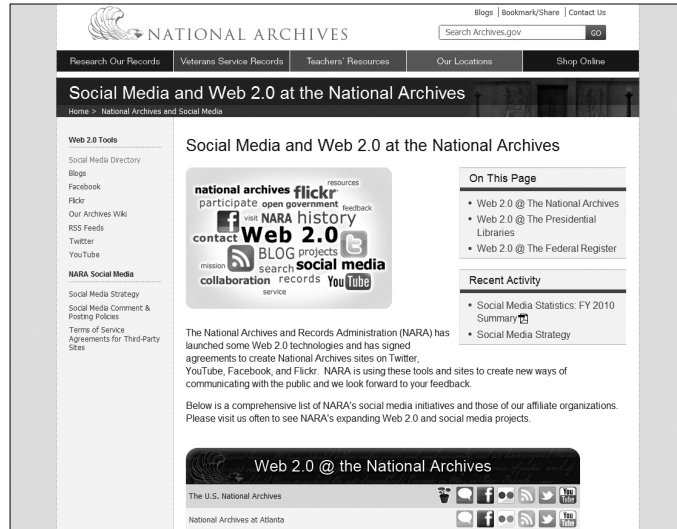 Blogs | Bookmark/Share | Contact Us
NATIONAL ARCHIVES
Search Archives.gov
GO
Research Our Records
Veterans Service Records
Teachers' Resources
Our Locations
Shop Online
Social Media and Web 2.0 at the National Archives
Home > National Archives and Social Media
Web 2.0 Tools
Social Media Directory
Blogs
Facebook
Flickr
Our Archives Wiki
RSS Feeds
Twitter
YouTube
NARA Social Media
Social Media Strategy
Social Media Comment &
Posting Policies
Terms of Service
Agreements for Third-Party
Sites
Social Media and Web 2.0 at the National Archives
resources
national archives flickr
participate open government feedback
f visit NARA history
contact Web 2.0 t
BLOG projects
mission search social media
collaboration records You Tube
service
On This Page
• Web 2.0 @ The National Archives
• Web 2.0 @ The Presidential
Libraries
• Web 2.0 @ The Federal Register
Recent Activity
• Social Media Statistics: FY 2010
Summary
• Social Media Strategy
The National Archives and Records Administration (NARA) has
launched some Web 2.0 technologies and has signed
agreements to create National Archives sites on Twitter,
YouTube, Facebook, and Flickr. NARA is using these tools and sites to create new ways of
communicating with the public and we look forward to your feedback.
Below is a comprehensive list of NARA's social media initiatives and those of our affiliate organizations.
Please visit us often to see NARA's expanding Web 2.0 and social media projects.
Web 2.0 @ the National Archives
The U.S. National Archives
f
You Tube
National Archives at Atlanta
f
You Tube